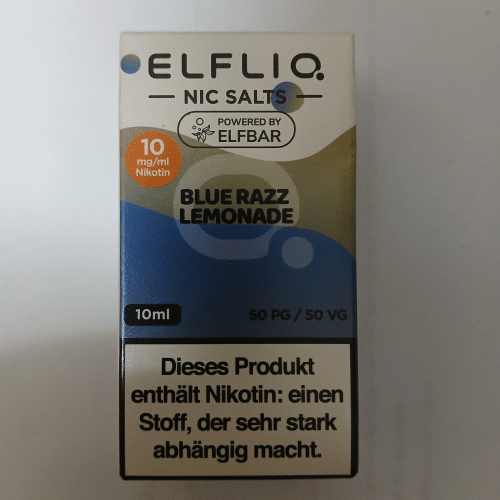 ELFLIQ
NIC SALTS
POWERED BY
ELFBAR
10
mg/ml
Nikotin
BLUE RAZZ
LEMONADE
10ml
50 PG / 50 VG
Dieses Produkt
enthält Nikotin: einen
Stoff, der sehr stark
abhängig macht.